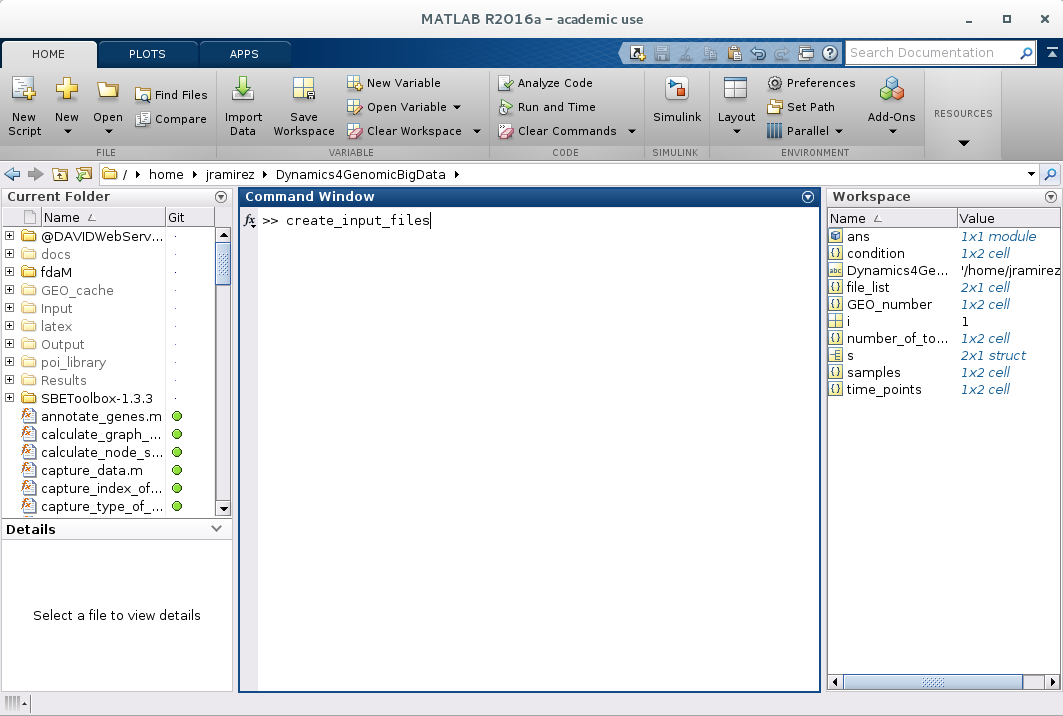 MATLAB R2016a – academic use
HOME PLOTS APPS
Search Documentation
New Script
New
Open
Find Files
Compare
FILE
Import Data
Save Workspace
New Variable
Open Variable
Clear Workspace
VARIABLE
Analyze Code
Run and Time
Clear Commands
CODE
Simulink
SIMULINK
Layout
Preferences
Set Path
Parallel
Add-Ons
ENVIRONMENT
RESOURCES
/ home jramirez Dynamics4GenomicBigData
Current Folder
Name Git
@DAVIDWebServ...
docs
fdaM
GEO_cache
Input
latex
Output
poi_library
Results
SBEToolbox-1.3.3
annotate_genes.m
calculate_graph_...
calculate_node_s...
capture_data.m
capture_index_of...
capture_type_of_...
Details
Select a file to view details
Command Window
fx >> create_input_files
Workspace
Name Value
ans 1x1 module
condition 1x2 cell
abc Dynamics4Ge... '/home/jramirez
file_list 2x1 cell
GEO_number 1x2 cell
i 1
number_of_to... 1x2 cell
s 2x1 struct
samples 1x2 cell
time_points 1x2 cell